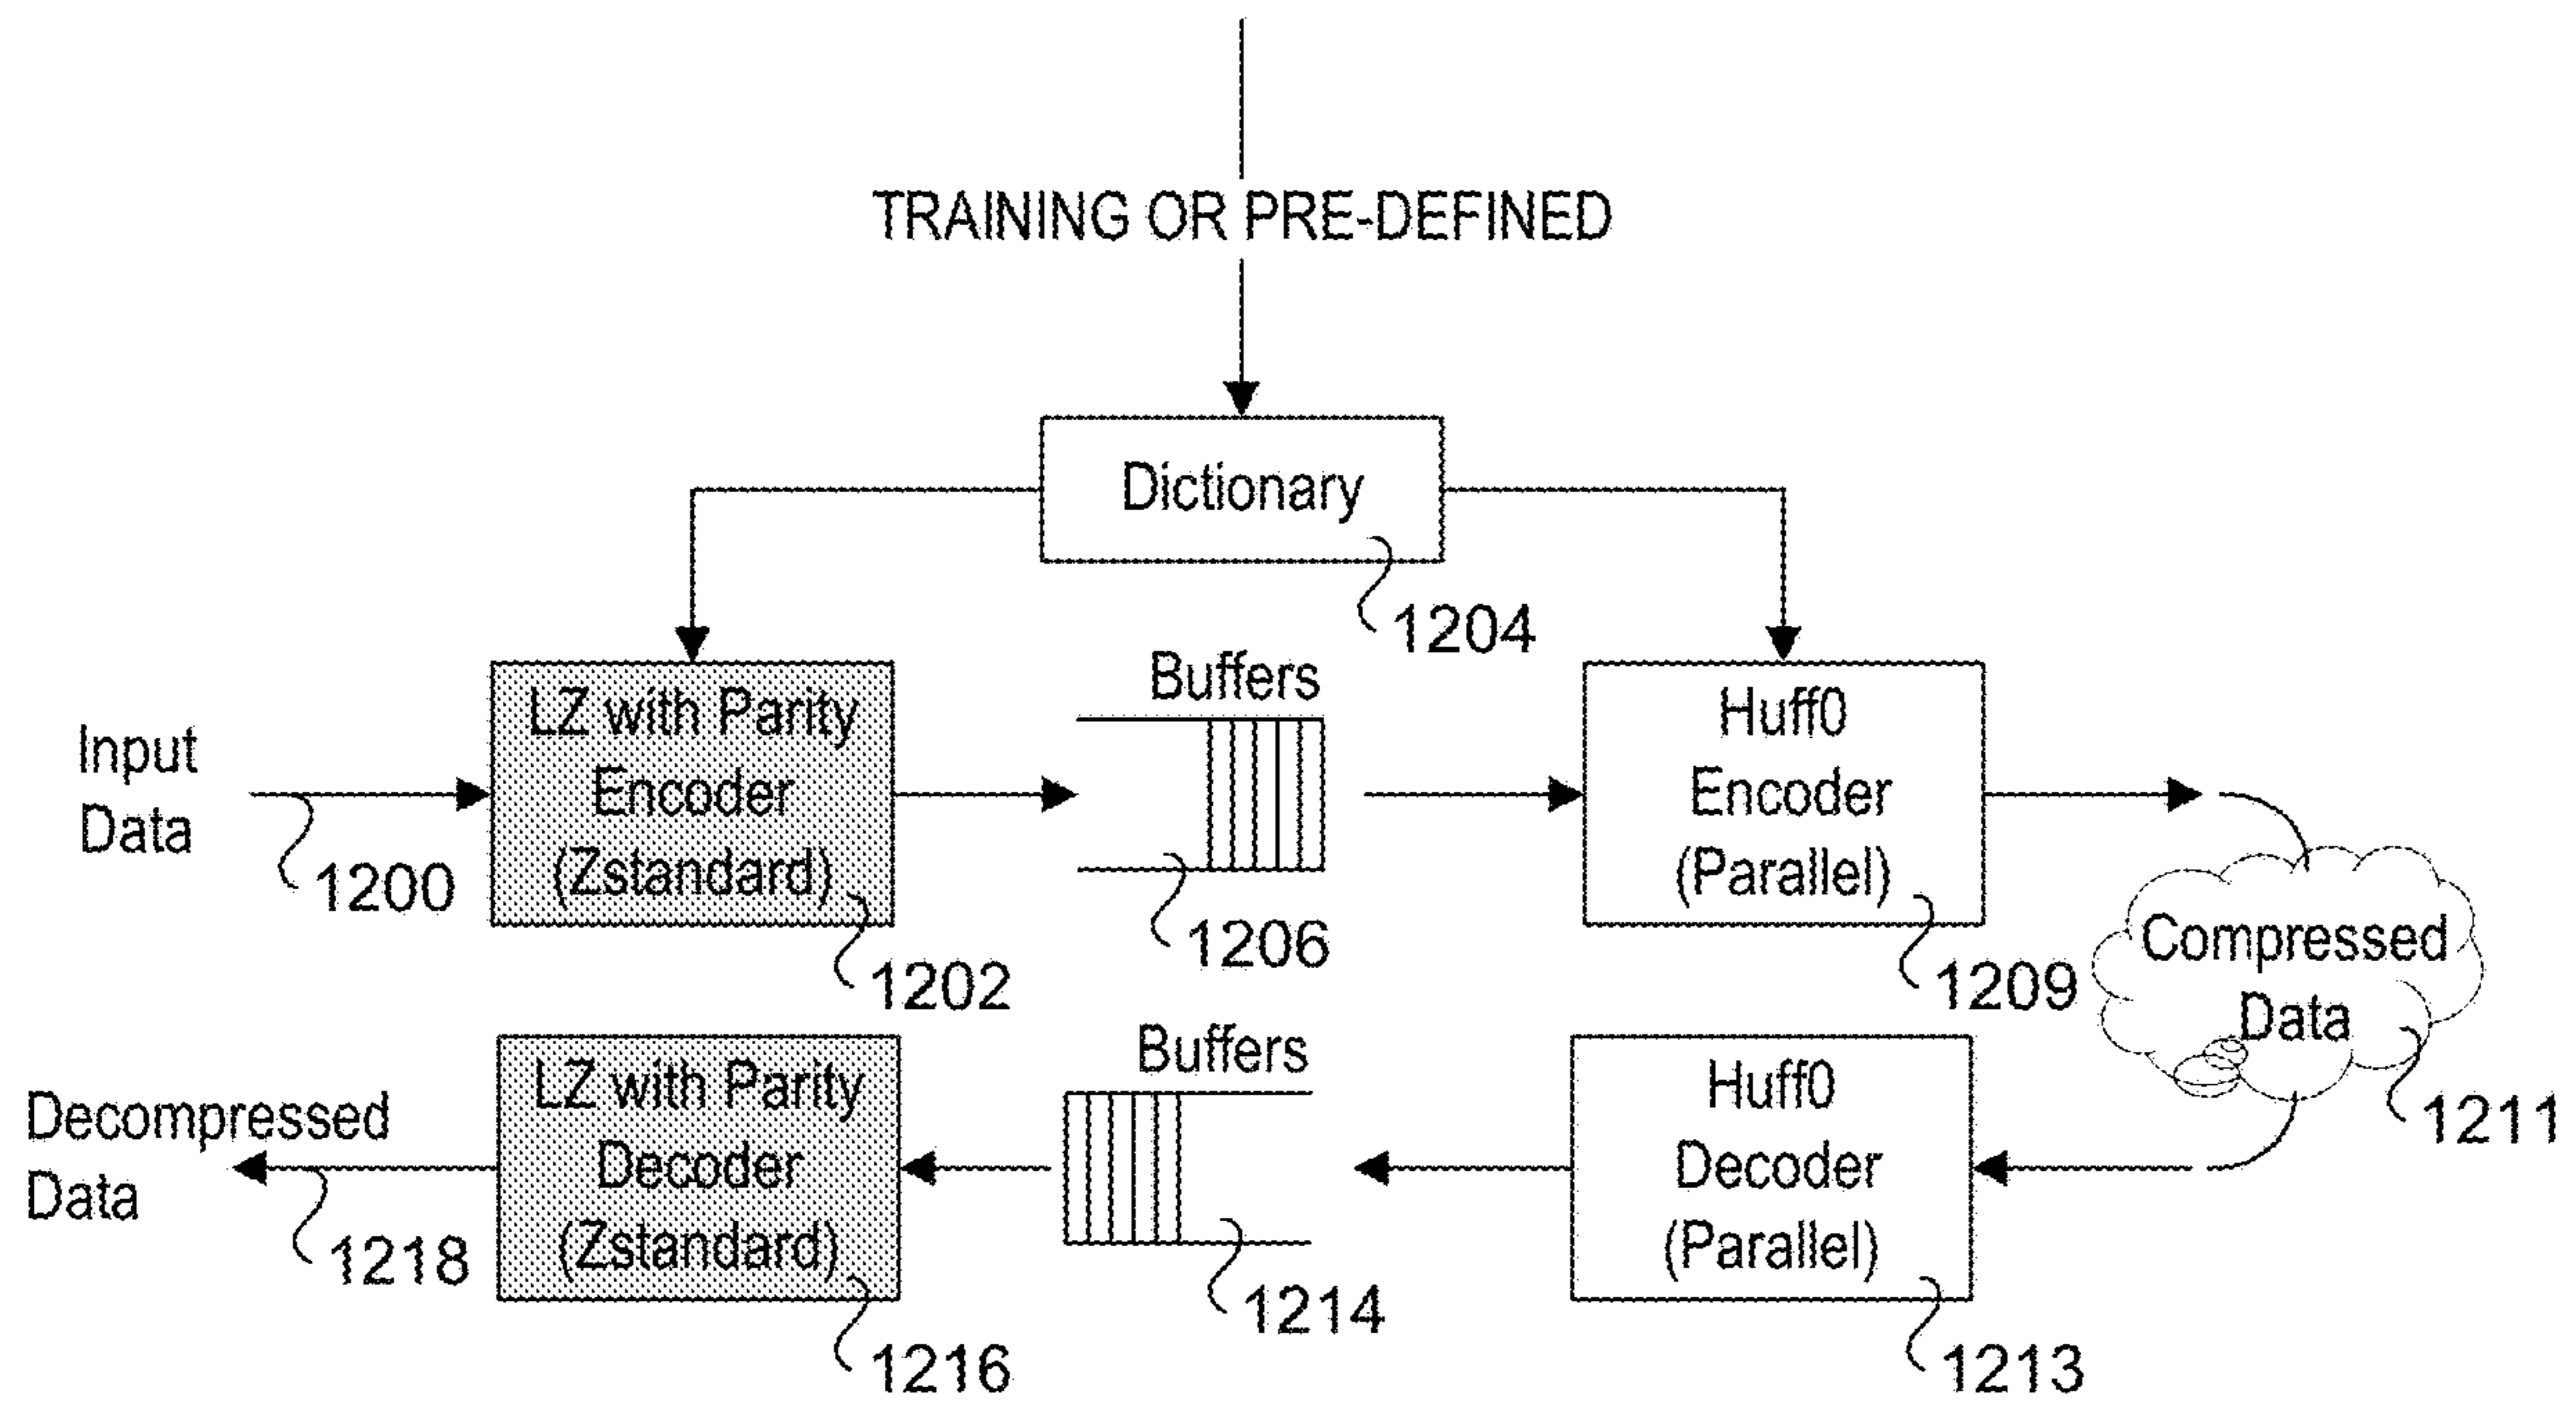 TRAINING OR PRE-DEFINED
Dictionary
1204
Input
Data
1200
LZ with Parity
Encoder
(Zstandard)
1202
Buffers
1206
Huff0
Encoder
(Parallel)
1209
Compressed
Data
1211
Huff0
Decoder
(Parallel)
1213
Buffers
1214
LZ with Parity
Decoder
(Zstandard)
1216
Decompressed
Data
1218